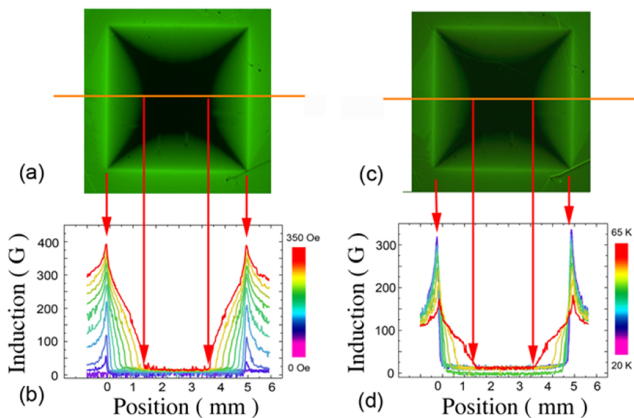 (a)
(c)
Induction ( G )
400
300
200
100
0
350 Oe
0 Oe
0 1 2 3 4 5 6
(b)
Position ( mm )
Induction ( G )
300
200
100
0
65 K
20 K
0 1 2 3 4 5 6
(d)
Position ( mm )